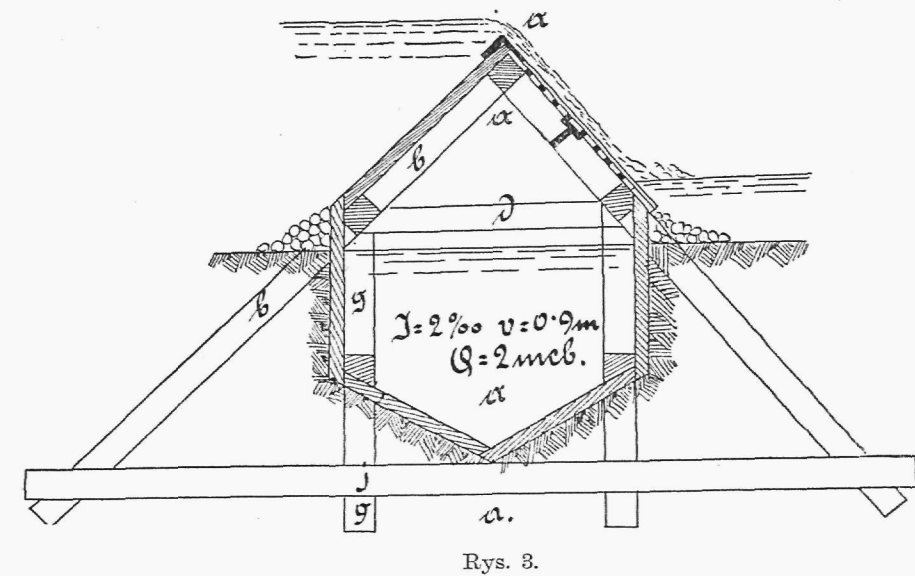 a
a
b
d
b
g
J=2‰ v=0·9m
Q=2mcb.
a
j
g
a.
Rys. 3.